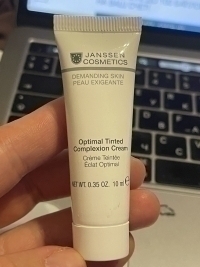 JANSSEN
COSMETICS
DEMANDING SKIN
PEAU EXIGEANTE
Optimal Tinted
Complexion Cream
Crème Teintée
Éclat Optimal
NET WT. 0.35 OZ. 10 ml ℮